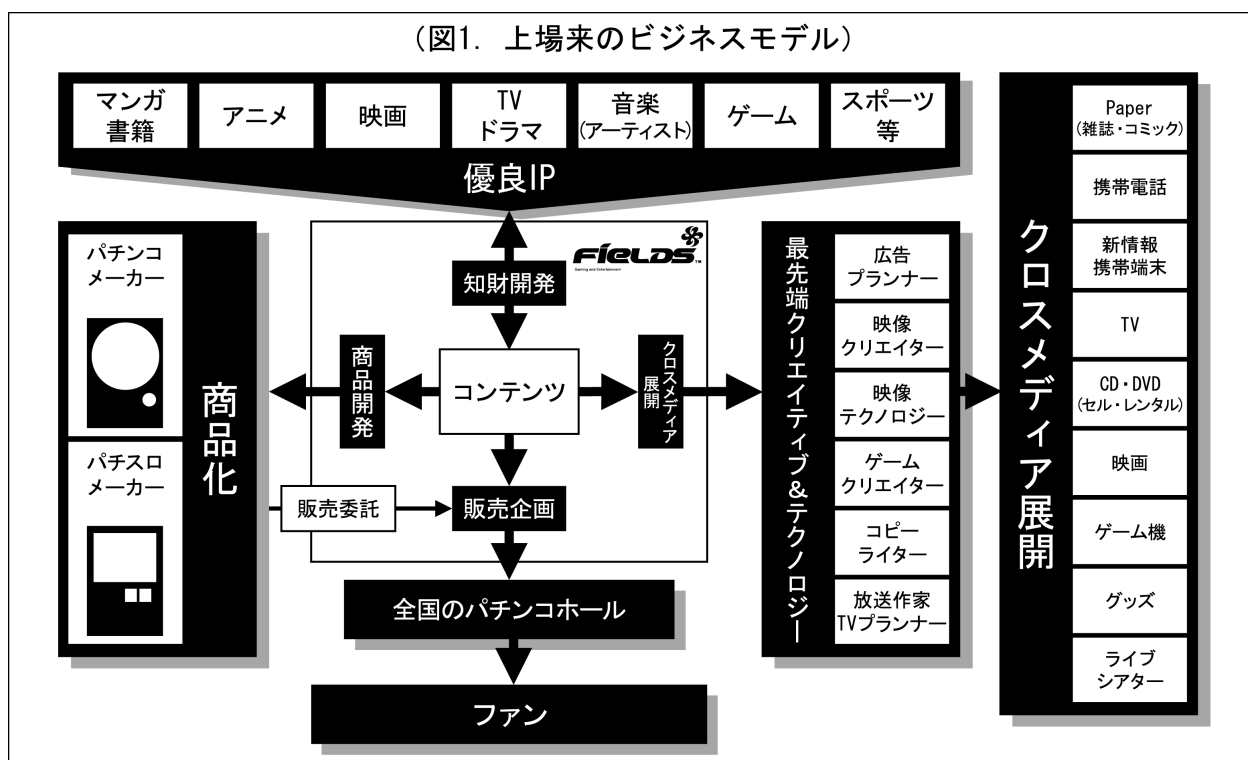 (図1. 上場来のビジネスモデル)
マンガ
書籍
アニメ
映画
TV
ドラマ
音楽
(アーティスト)
ゲーム
スポーツ
等
優良IP
パチンコ
メーカー
パチスロ
メーカー
商品化
FIELDS
Gaming and Entertainment
知財開発
商品開発
コンテンツ
クロスメディア
展開
販売委託
販売企画
全国のパチンコホール
ファン
最先端クリエイティブ&テクノロジー
広告
プランナー
映像
クリエイター
映像
テクノロジー
ゲーム
クリエイター
コピー
ライター
放送作家
TVプランナー
クロスメディア展開
Paper
(雑誌・コミック)
携帯電話
新情報
携帯端末
TV
CD・DVD
(セル・レンタル)
映画
ゲーム機
グッズ
ライブ
シアター